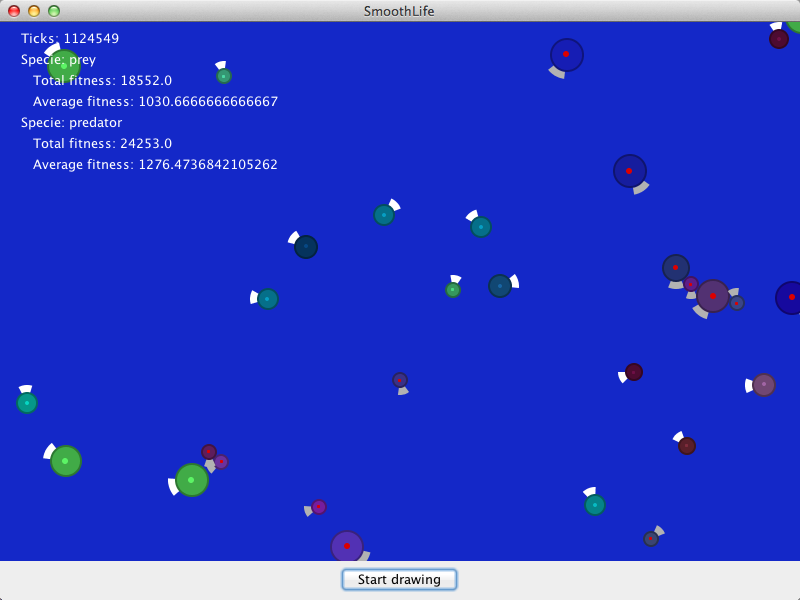 SmoothLife
Ticks: 1124549
Specie: prey
Total fitness: 18552.0
Average fitness: 1030.6666666666667
Specie: predator
Total fitness: 24253.0
Average fitness: 1276.4736842105262
Start drawing